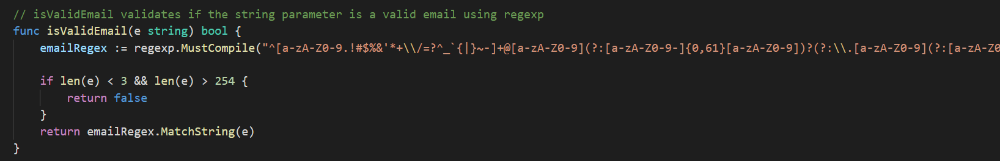 // isValidEmail validates if the string parameter is a valid email using regexp
func isValidEmail(e string) bool {
    emailRegex := regexp.MustCompile("^[a-zA-Z0-9.!#$%&'*+\\/=?^_`{|}~-]+@[a-zA-Z0-9](?:[a-zA-Z0-9-]{0,61}[a-zA-Z0-9])?(?:\\.[a-zA-Z0-9](?:[a-zA-Z0
    if len(e) < 3 && len(e) > 254 {
        return false
    }
    return emailRegex.MatchString(e)
}